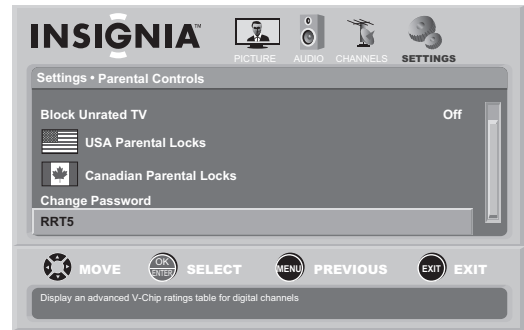 INSIGNIA™
PICTURE AUDIO CHANNELS SETTINGS
Settings • Parental Controls
Block Unrated TV Off
USA Parental Locks
Canadian Parental Locks
Change Password
RRT5
MOVE OK ENTER SELECT MENU PREVIOUS EXIT EXIT
Display an advanced V-Chip ratings table for digital channels